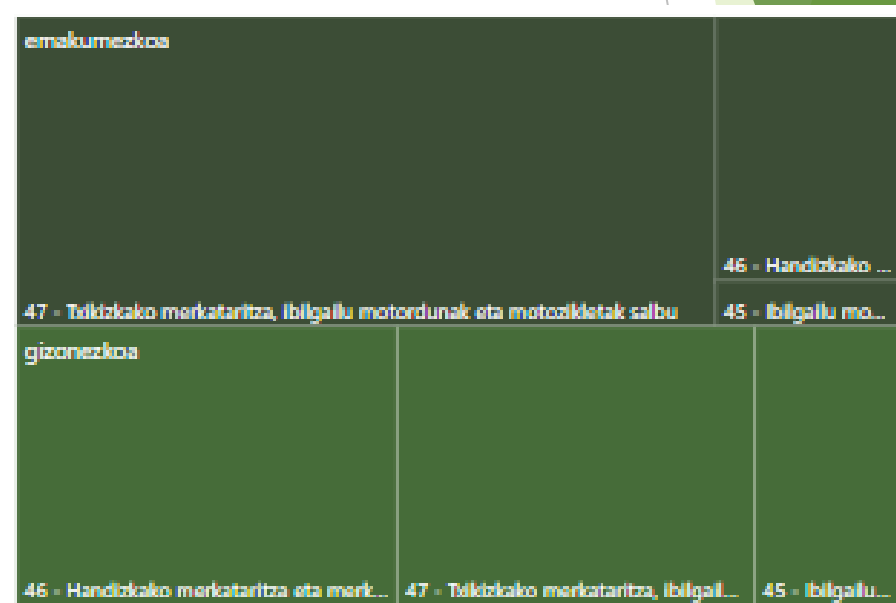 emakumezkoa
46 - Handizkako ...
47 - Txikizkako merkataritza, ibilgailu motordunak eta motozikletak salbu
45 - Ibilgailu mo...
gizonezkoa
46 - Handizkako merkataritza eta merk...
47 - Txikizkako merkataritza, ibilgail...
45 - Ibilgailu...